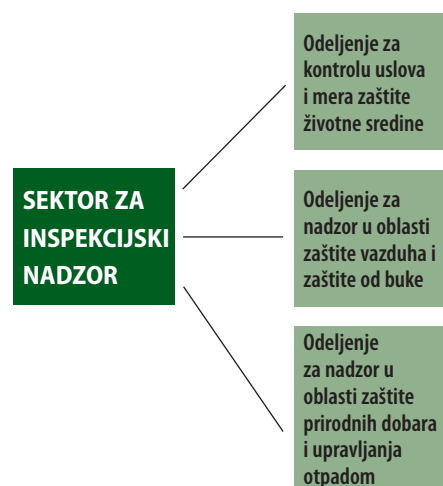 SEKTOR ZA
INSPEKCIJSKI
NADZOR
Odeljenje za
kontrolu uslova
i mera zaštite
životne sredine
Odeljenje za
nadzor u oblasti
zaštite vazduha i
zaštite od buke
Odeljenje
za nadzor u
oblasti zaštite
prirodnih dobara
i upravljanja
otpadom